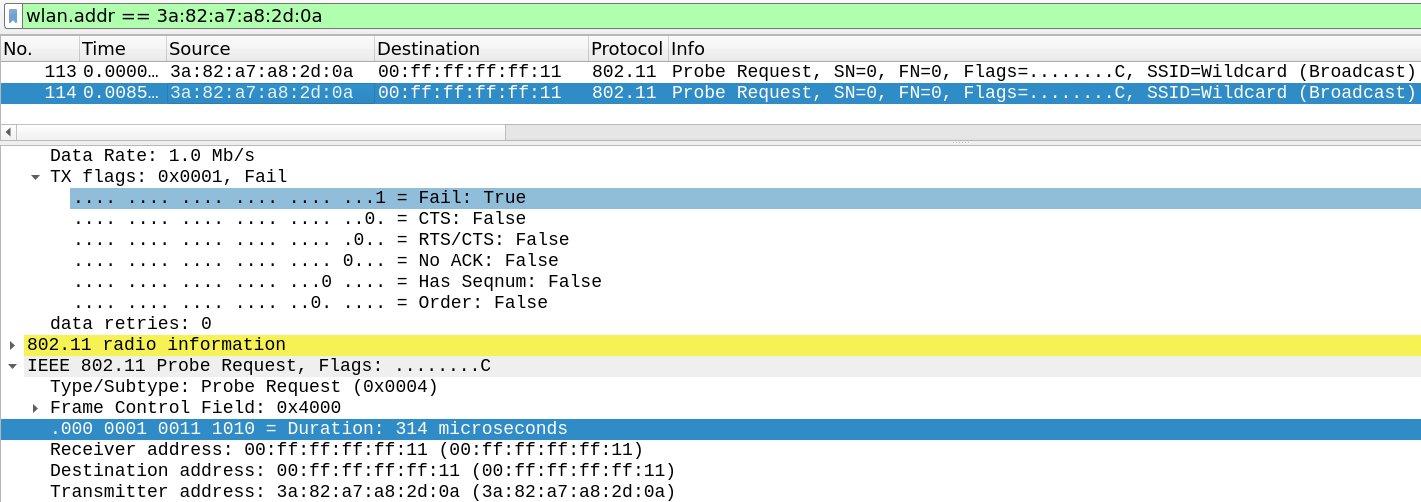 wlan.addr == 3a:82:a7:a8:2d:0a
No. Time Source Destination Protocol Info
113 0.0000… 3a:82:a7:a8:2d:0a 00:ff:ff:ff:ff:11 802.11 Probe Request, SN=0, FN=0, Flags=........C, SSID=Wildcard (Broadcast)
114 0.0085… 3a:82:a7:a8:2d:0a 00:ff:ff:ff:ff:11 802.11 Probe Request, SN=0, FN=0, Flags=........C, SSID=Wildcard (Broadcast)
Data Rate: 1.0 Mb/s
TX flags: 0x0001, Fail
.... .... .... .... .... ...1 = Fail: True
.... .... .... .... .... ..0. = CTS: False
.... .... .... .... .... .0.. = RTS/CTS: False
.... .... .... .... .... 0... = No ACK: False
.... .... .... .... ...0 .... = Has Seqnum: False
.... .... .... .... ..0. .... = Order: False
data retries: 0
802.11 radio information
IEEE 802.11 Probe Request, Flags: ........C
Type/Subtype: Probe Request (0x0004)
Frame Control Field: 0x4000
.000 0001 0011 1010 = Duration: 314 microseconds
Receiver address: 00:ff:ff:ff:ff:11 (00:ff:ff:ff:ff:11)
Destination address: 00:ff:ff:ff:ff:11 (00:ff:ff:ff:ff:11)
Transmitter address: 3a:82:a7:a8:2d:0a (3a:82:a7:a8:2d:0a)